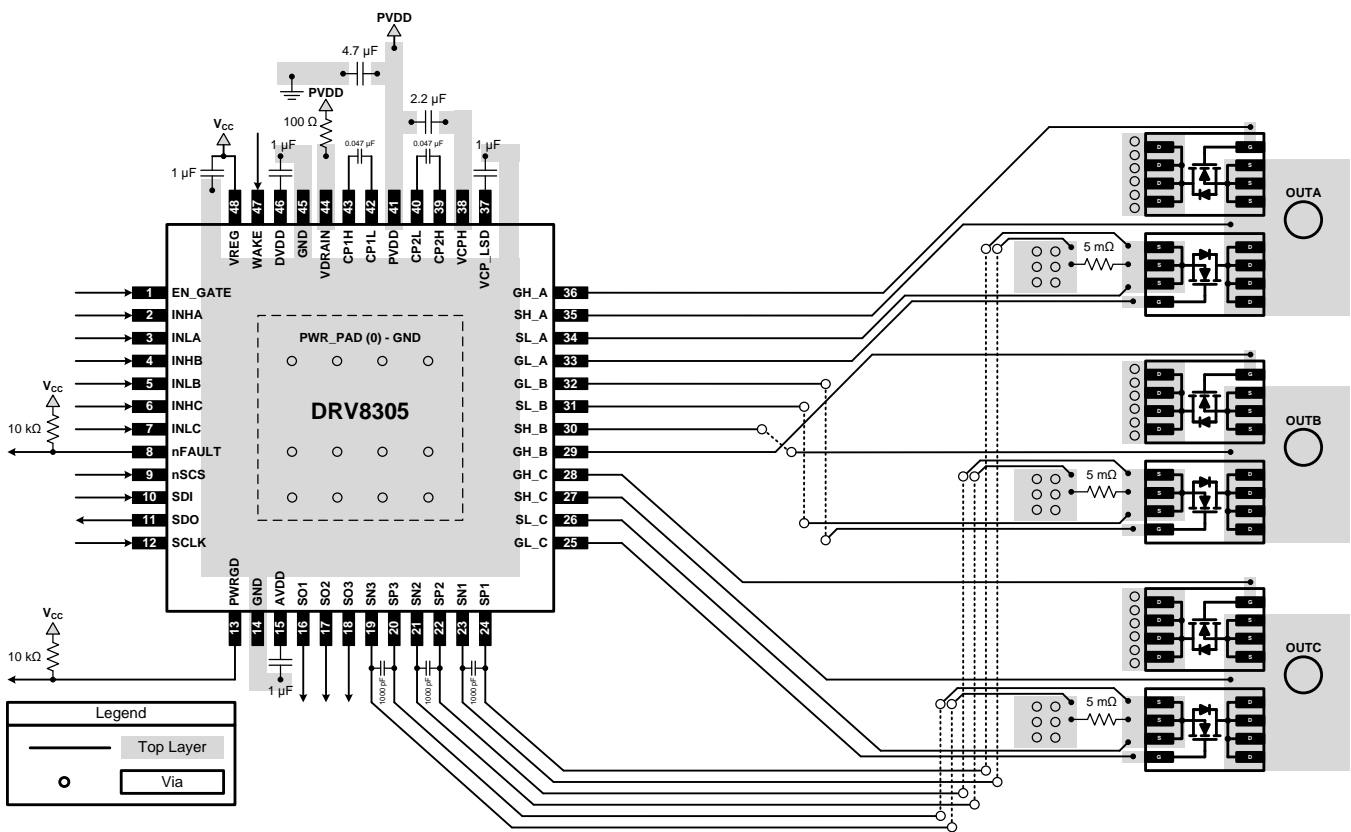 PVDD
4.7 µF
PVDD
100 Ω
2.2 µF
V_CC
1 µF
1 µF
0.047 µF
0.047 µF
1 µF
48 47 46 45 44 43 42 41 40 39 38 37
VREG WAKE DVDD GND VDRAIN CP1H CP1L PVDD CP2L CP2H VCPH VCP_LSD
1 EN_GATE
2 INHA
3 INLA
4 INHB
5 INLB
6 INHC
7 INLC
8 nFAULT
9 nSCS
10 SDI
11 SDO
12 SCLK
V_CC
10 kΩ
PWR_PAD (0) - GND
DRV8305
GH_A 36
SH_A 35
SL_A 34
GL_A 33
GL_B 32
SL_B 31
SH_B 30
GH_B 29
GH_C 28
SH_C 27
SL_C 26
GL_C 25
PWRGD GND AVDD SO1 SO2 SO3 SN3 SP3 SN2 SP2 SN1 SP1
13 14 15 16 17 18 19 20 21 22 23 24
V_CC
10 kΩ
1 µF
1000 pF
1000 pF
1000 pF
D G
D S
D S
D S
OUTA
5 mΩ
S D
S D
S D
G D
D G
D S
D S
D S
OUTB
5 mΩ
S D
S D
S D
G D
D G
D S
D S
D S
OUTC
5 mΩ
S D
S D
S D
G D
Legend
Top Layer
Via